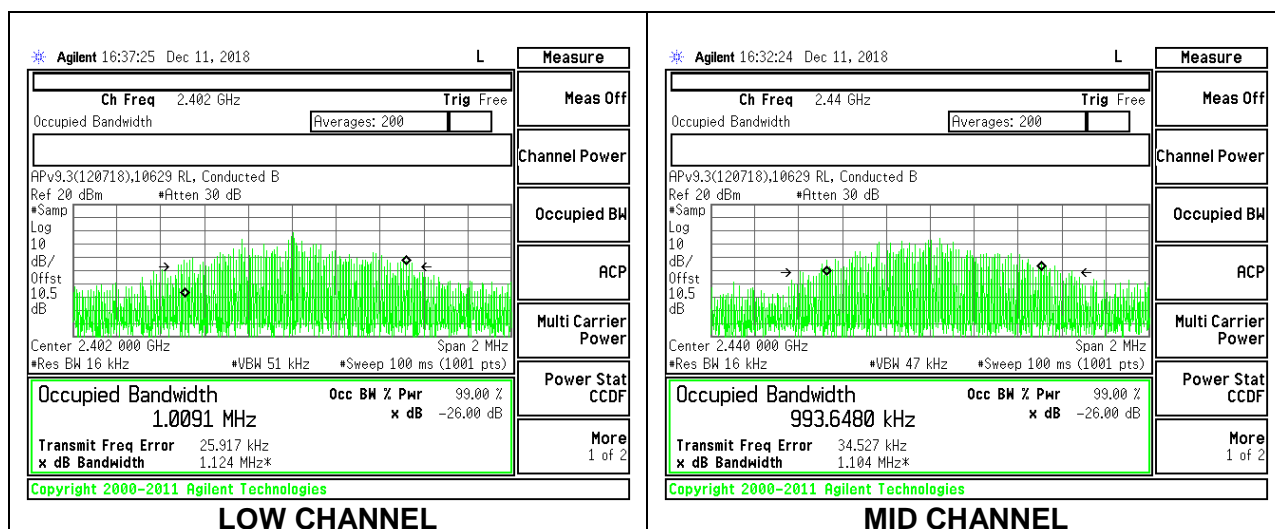 Agilent 16:37:25 Dec 11, 2018 L
Measure
Ch Freq 2.402 GHz Trig Free
Occupied Bandwidth Averages: 200
APv9.3(120718),10629 RL, Conducted B
Ref 20 dBm #Atten 30 dB
#Samp
Log
10
dB/
Offst
10.5
dB
Center 2.402 000 GHz Span 2 MHz
#Res BW 16 kHz #VBW 51 kHz #Sweep 100 ms (1001 pts)
Occupied Bandwidth Occ BW % Pwr 99.00 %
1.0091 MHz x dB -26.00 dB
Transmit Freq Error 25.917 kHz
x dB Bandwidth 1.124 MHz*
Copyright 2000-2011 Agilent Technologies
Meas Off
Channel Power
Occupied BW
ACP
Multi Carrier
Power
Power Stat
CCDF
More
1 of 2
LOW CHANNEL
Agilent 16:32:24 Dec 11, 2018 L
Measure
Ch Freq 2.44 GHz Trig Free
Occupied Bandwidth Averages: 200
APv9.3(120718),10629 RL, Conducted B
Ref 20 dBm #Atten 30 dB
#Samp
Log
10
dB/
Offst
10.5
dB
Center 2.440 000 GHz Span 2 MHz
#Res BW 16 kHz #VBW 47 kHz #Sweep 100 ms (1001 pts)
Occupied Bandwidth Occ BW % Pwr 99.00 %
993.6480 kHz x dB -26.00 dB
Transmit Freq Error 34.527 kHz
x dB Bandwidth 1.104 MHz*
Copyright 2000-2011 Agilent Technologies
Meas Off
Channel Power
Occupied BW
ACP
Multi Carrier
Power
Power Stat
CCDF
More
1 of 2
MID CHANNEL